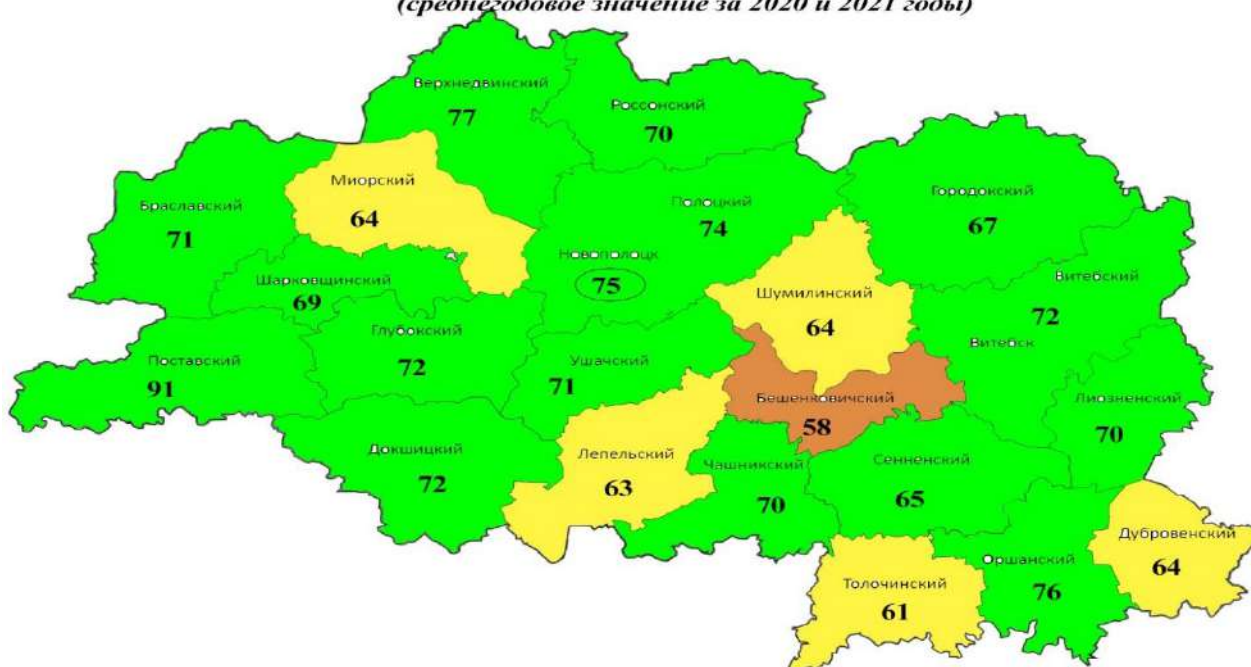 (среднегодовое значение за 2020 и 2021 годы)
Верхнедвинский
77
Россонский
70
Миорский
64
Браславский
71
Полоцкий
74
Городокский
67
Новополоцк
75
Шарковщинский
69
Шумилинский
64
Витебский
72
Витебск
Глубокский
72
Ушачский
71
Поставский
91
Бешенковичский
58
Лиозненский
70
Докшицкий
72
Лепельский
63
Чашникский
70
Сенненский
65
Дубровенский
64
Оршанский
76
Толочинский
61